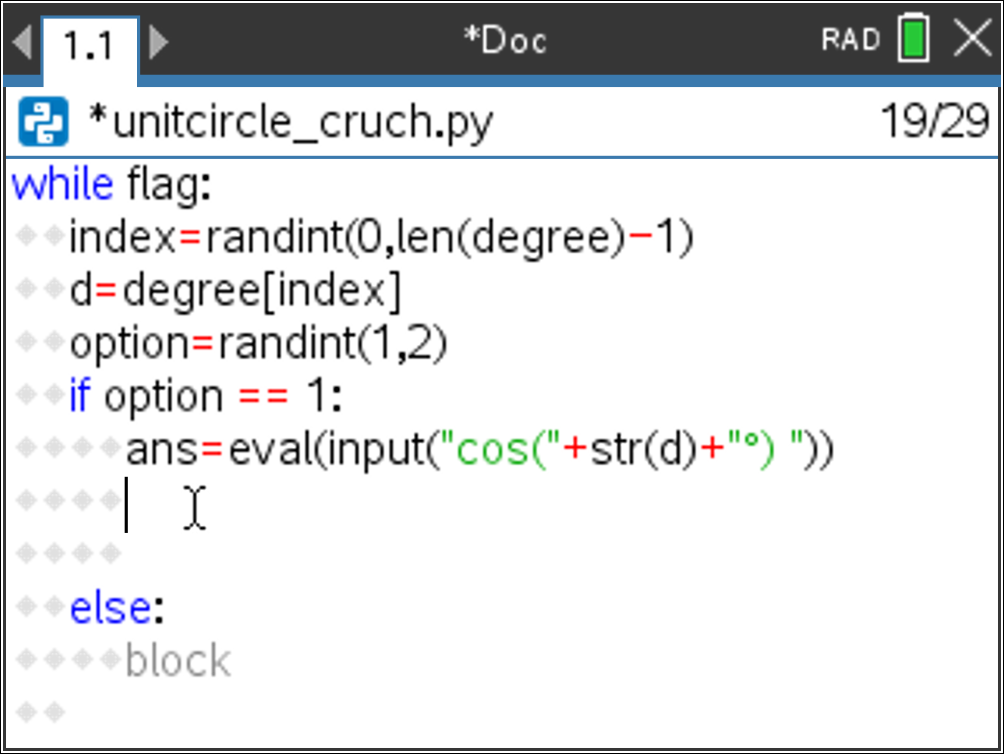 1.1 *Doc RAD
*unitcircle_cruch.py 19/29
while flag:
index=randint(0,len(degree)-1)
d=degree[index]
option=randint(1,2)
if option == 1:
ans=eval(input("cos("+str(d)+"°) "))
else:
block